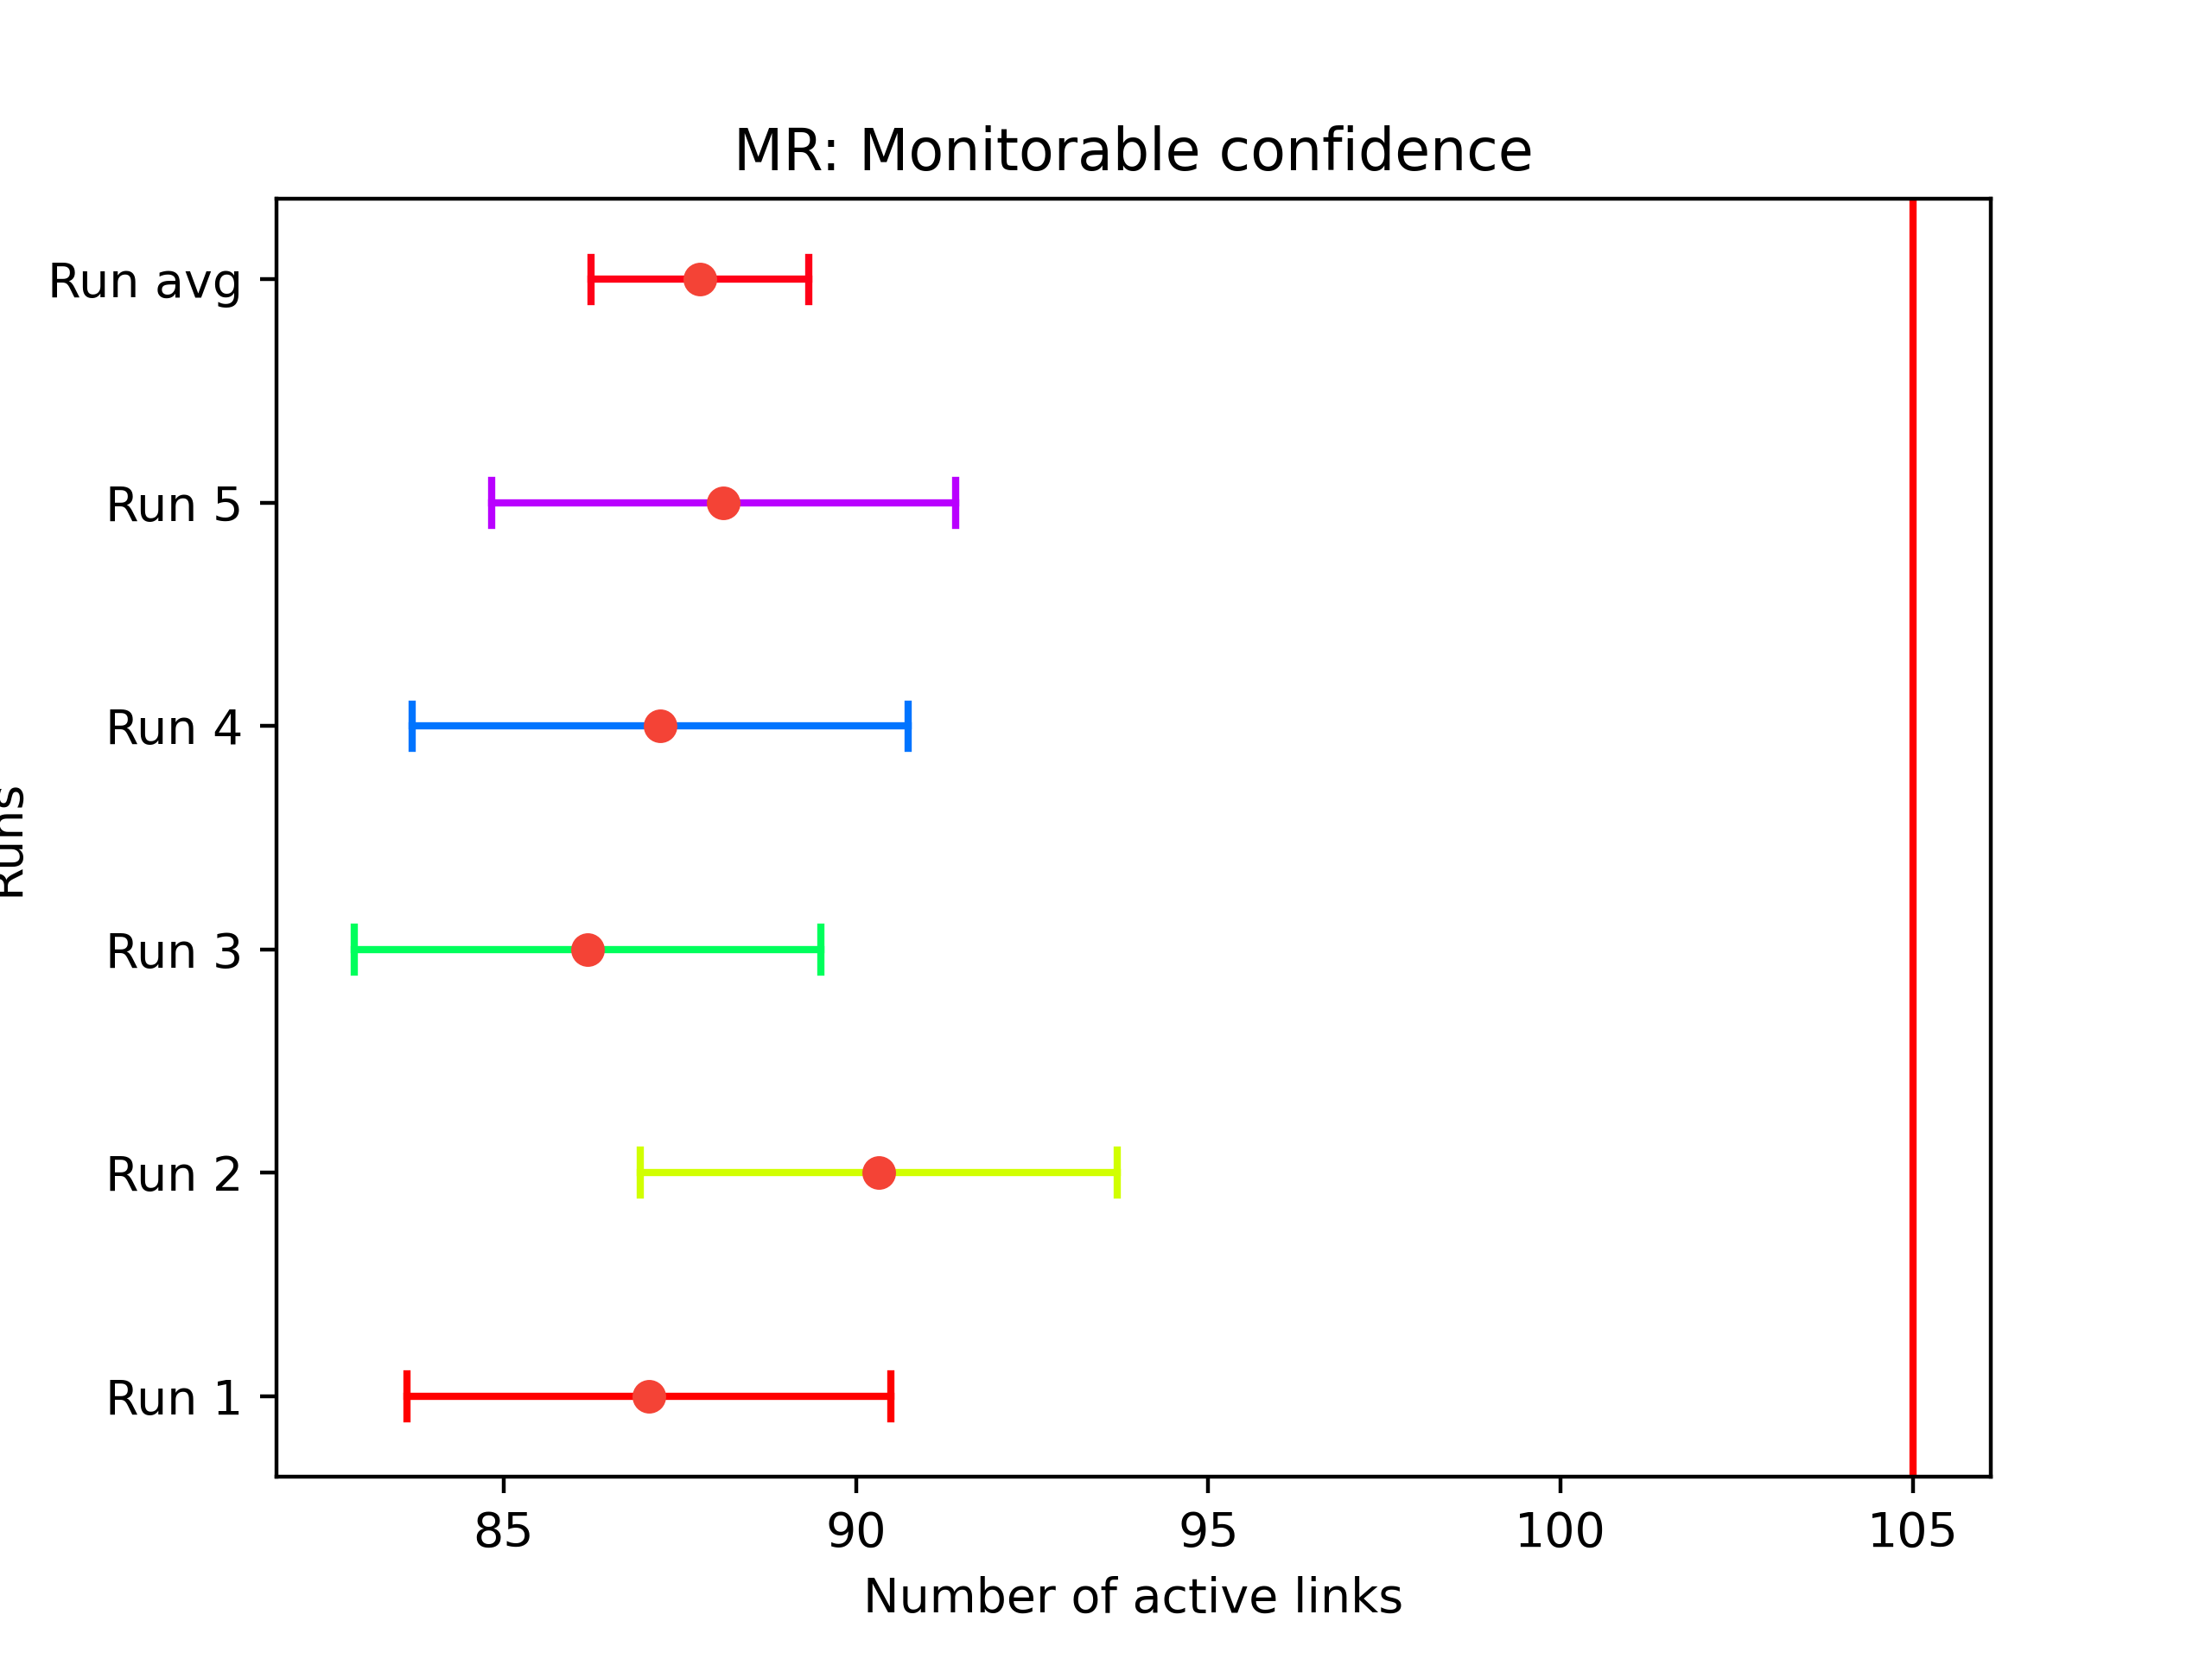 MR: Monitorable confidence
Run avg
Run 5
Run 4
Run 3
Run 2
Run 1
Runs
85 90 95 100 105
Number of active links